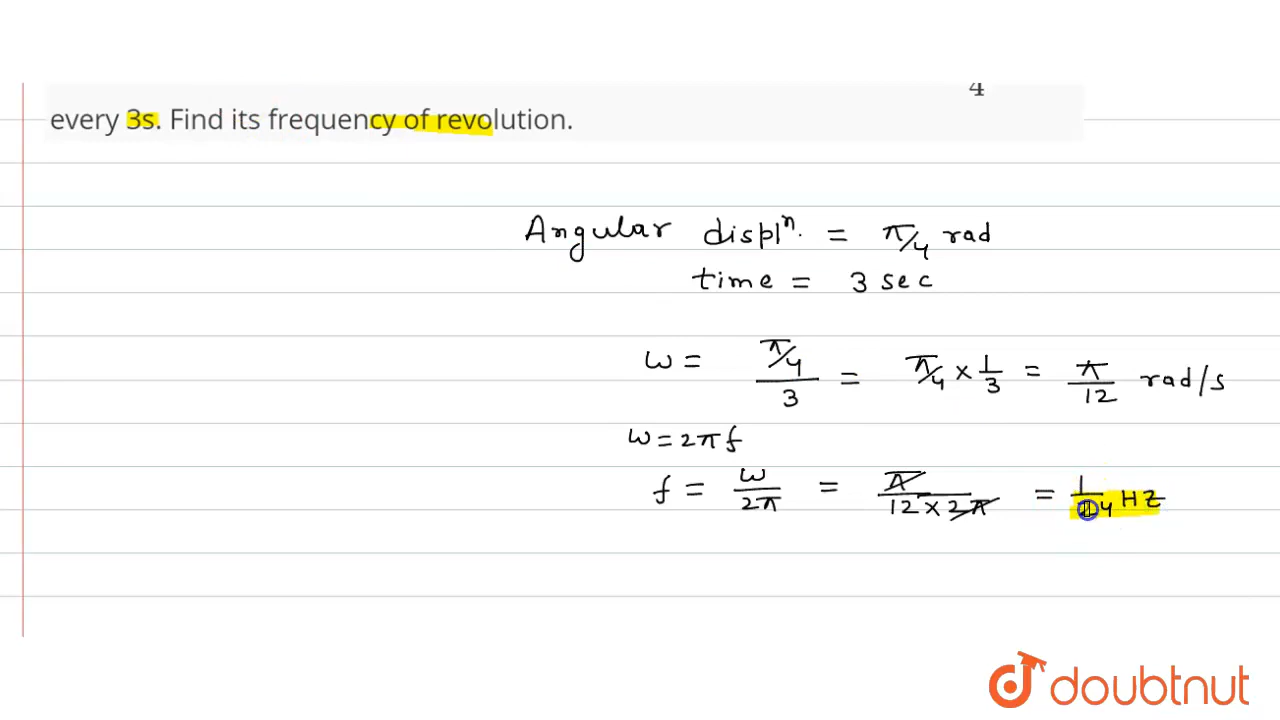 4
every 3s. Find its frequency of revolution.
Angular displⁿ. = π/4 rad
time = 3 sec
ω = π/4 / 3 = π/4 × 1/3 = π/12 rad/s
ω = 2πf
f = ω/2π = π/12×2π = 1/24 HZ
doubtnut